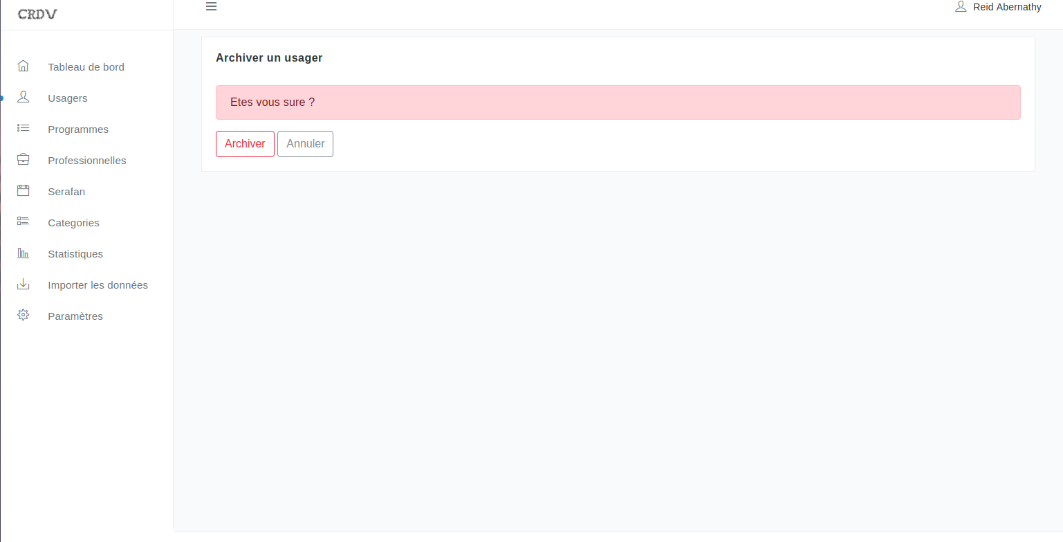 CRDV
Reid Abernathy
Tableau de bord
Usagers
Programmes
Professionnelles
Serafan
Categories
Statistiques
Importer les données
Paramètres
Archiver un usager
Etes vous sure ?
Archiver Annuler